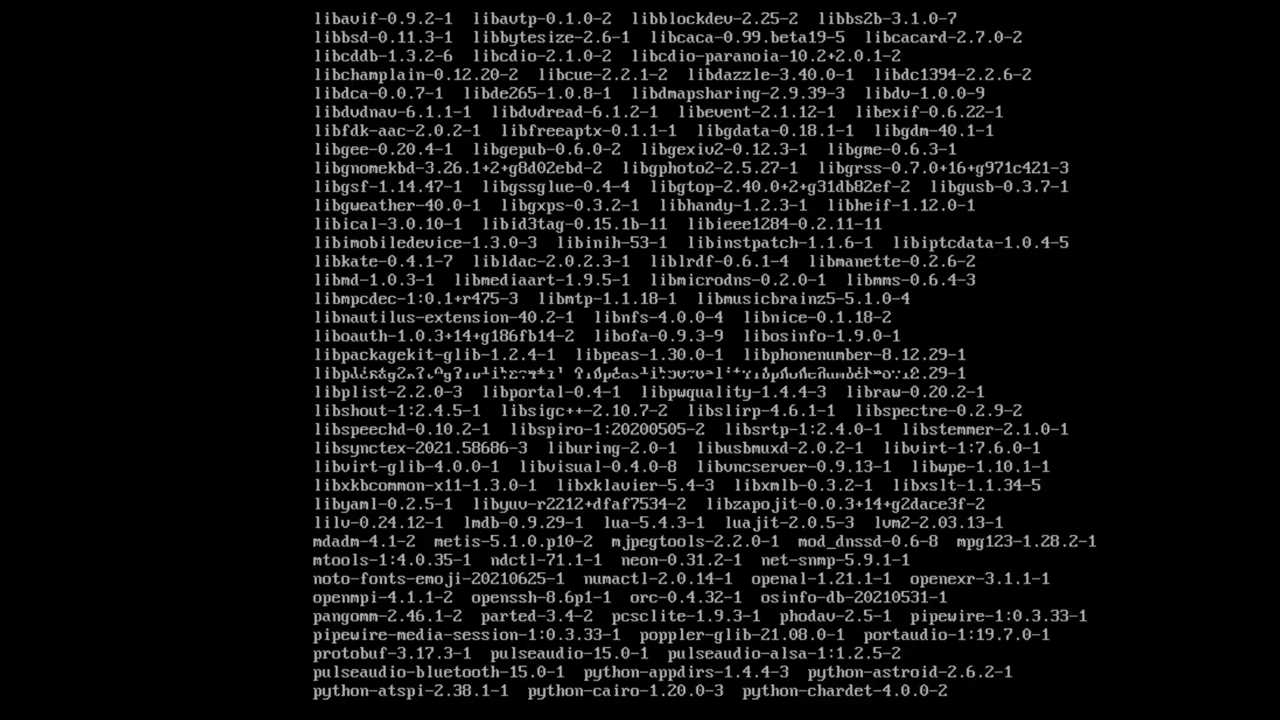 libavif-0.9.2-1  libavtp-0.1.0-2  libblockdev-2.25-2  libbs2b-3.1.0-7
libbsd-0.11.3-1  libbytesize-2.6-1  libcaca-0.99.beta19-5  libcacard-2.7.0-2
libcddb-1.3.2-6  libcdio-2.1.0-2  libcdio-paranoia-10.2+2.0.1-2
libchamplain-0.12.20-2  libcue-2.2.1-2  libdazzle-3.40.0-1  libdc1394-2.2.6-2
libdca-0.0.7-1  libde265-1.0.8-1  libdmapsharing-2.9.39-3  libdv-1.0.0-9
libdvdnav-6.1.1-1  libdvdread-6.1.2-1  libevent-2.1.12-1  libexif-0.6.22-1
libfdk-aac-2.0.2-1  libfreeaptx-0.1.1-1  libgdata-0.18.1-1  libgdm-40.1-1
libgee-0.20.4-1  libgepub-0.6.0-2  libgexiv2-0.12.3-1  libgme-0.6.3-1
libgnomekbd-3.26.1+2+g8d02ebd-2  libgphoto2-2.5.27-1  libgrss-0.7.0+16+g971c421-3
libgsf-1.14.47-1  libgssglue-0.4-4  libgtop-2.40.0+2+g31db82ef-2  libgusb-0.3.7-1
libgweather-40.0-1  libgxps-0.3.2-1  libhandy-1.2.3-1  libheif-1.12.0-1
libical-3.0.10-1  libid3tag-0.15.1b-11  libieee1284-0.2.11-11
libimobiledevice-1.3.0-3  libinih-53-1  libinstpatch-1.1.6-1  libiptcdata-1.0.4-5
libkate-0.4.1-7  libldac-2.0.2.3-1  liblrdf-0.6.1-4  libmanette-0.2.6-2
libmd-1.0.3-1  libmediaart-1.9.5-1  libmicrodns-0.2.0-1  libmms-0.6.4-3
libmpcdec-1:0.1+r475-3  libmtp-1.1.18-1  libmusicbrainz5-5.1.0-4
libnautilus-extension-40.2-1  libnfs-4.0.0-4  libnice-0.1.18-2
liboauth-1.0.3+14+g186fb14-2  libofa-0.9.3-9  libosinfo-1.9.0-1
libpackagekit-glib-1.2.4-1  libpeas-1.30.0-1  libphonenumber-8.12.29-1
libplist-2.2.0-3  libportal-0.4-1  libpwquality-1.4.4-3  libraw-0.20.2-1
libshout-1:2.4.5-1  libsigc++-2.10.7-2  libslirp-4.6.1-1  libspectre-0.2.9-2
libspeechd-0.10.2-1  libspiro-1:20200505-2  libsrtp-1:2.4.0-1  libstemmer-2.1.0-1
libsynctex-2021.58686-3  liburing-2.0-1  libusbmuxd-2.0.2-1  libvirt-1:7.6.0-1
libvirt-glib-4.0.0-1  libvisual-0.4.0-8  libvncserver-0.9.13-1  libwpe-1.10.1-1
libxkbcommon-x11-1.3.0-1  libxklavier-5.4-3  libxmlb-0.3.2-1  libxslt-1.1.34-5
libyaml-0.2.5-1  libyuv-r2212+dfaf7534-2  libzapojit-0.0.3+14+g2dace3f-2
lilv-0.24.12-1  lmdb-0.9.29-1  lua-5.4.3-1  luajit-2.0.5-3  lvm2-2.03.13-1
mdadm-4.1-2  metis-5.1.0.p10-2  mjpegtools-2.2.0-1  mod_dnssd-0.6-8  mpg123-1.28.2-1
mtools-1:4.0.35-1  ndctl-71.1-1  neon-0.31.2-1  net-snmp-5.9.1-1
noto-fonts-emoji-20210625-1  numactl-2.0.14-1  openal-1.21.1-1  openexr-3.1.1-1
openmpi-4.1.1-2  openssh-8.6p1-1  orc-0.4.32-1  osinfo-db-20210531-1
pangomm-2.46.1-2  parted-3.4-2  pcsclite-1.9.3-1  phodav-2.5-1  pipewire-1:0.3.33-1
pipewire-media-session-1:0.3.33-1  poppler-glib-21.08.0-1  portaudio-1:19.7.0-1
protobuf-3.17.3-1  pulseaudio-15.0-1  pulseaudio-alsa-1:1.2.5-2
pulseaudio-bluetooth-15.0-1  python-appdirs-1.4.4-3  python-astroid-2.6.2-1
python-atspi-2.38.1-1  python-cairo-1.20.0-3  python-chardet-4.0.0-2